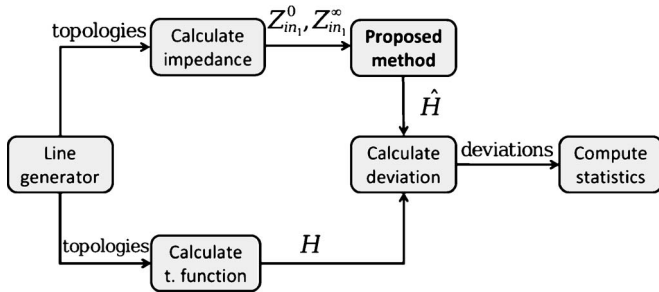 topologies
Calculate
impedance
Z^0_{in_1}, Z^∞_{in_1}
Proposed
method
Ĥ
Line
generator
Calculate
deviation
deviations
Compute
statistics
topologies
Calculate
t. function
H